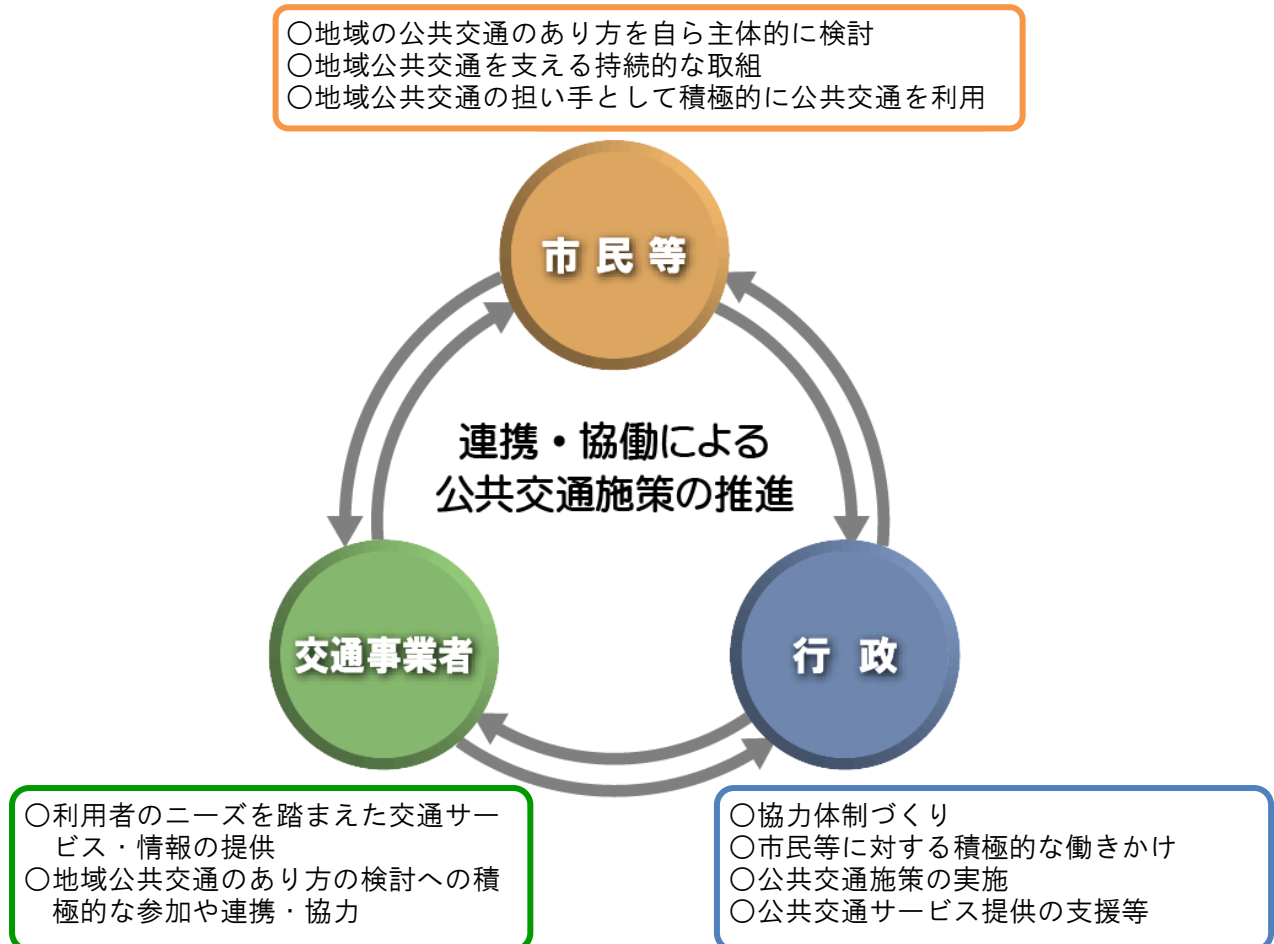 ○地域の公共交通のあり方を自ら主体的に検討
○地域公共交通を支える持続的な取組
○地域公共交通の担い手として積極的に公共交通を利用
市民等
連携・協働による
公共交通施策の推進
交通事業者
行政
○利用者のニーズを踏まえた交通サー
ビス・情報の提供
○地域公共交通のあり方の検討への積
極的な参加や連携・協力
○協力体制づくり
○市民等に対する積極的な働きかけ
○公共交通施策の実施
○公共交通サービス提供の支援等